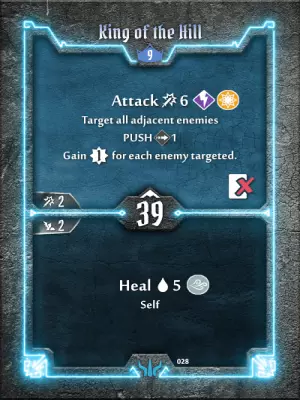 King of the Hill
9
Attack 6
Target all adjacent enemies
PUSH 1
Gain 1 for each enemy targeted.
2
39
2
Heal 5
Self
028